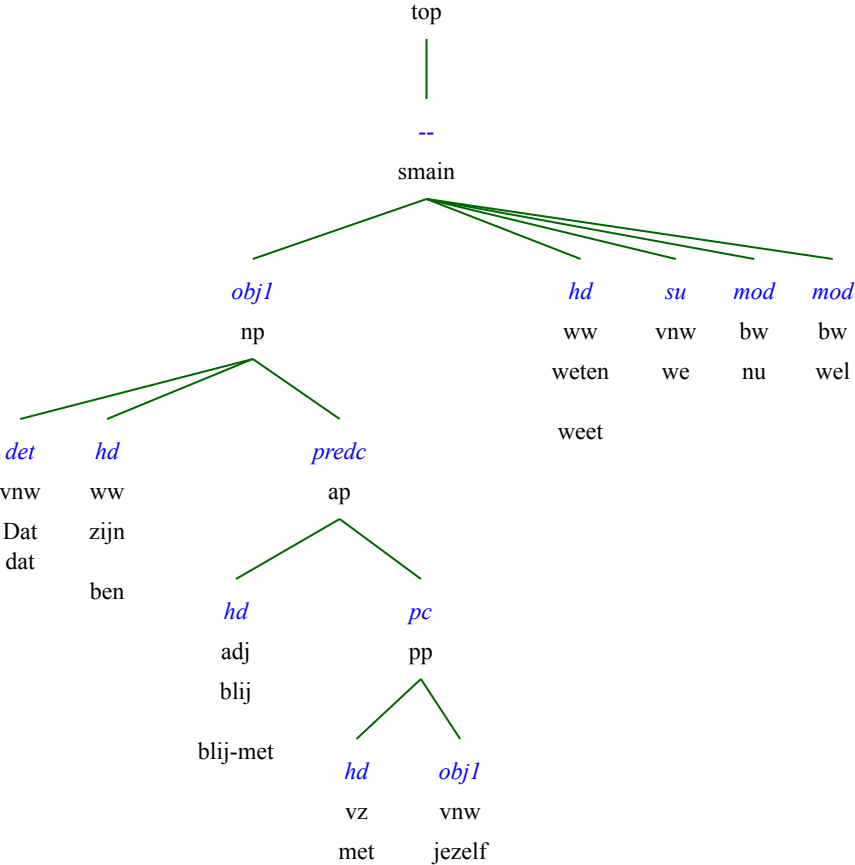 top
--
smain
obj1 hd su mod mod
np ww vnw bw bw
weten we nu wel
weet
det hd predc
vnw ww ap
Dat zijn
dat
ben
hd pc
adj pp
blij
blij-met
hd obj1
vz vnw
met jezelf